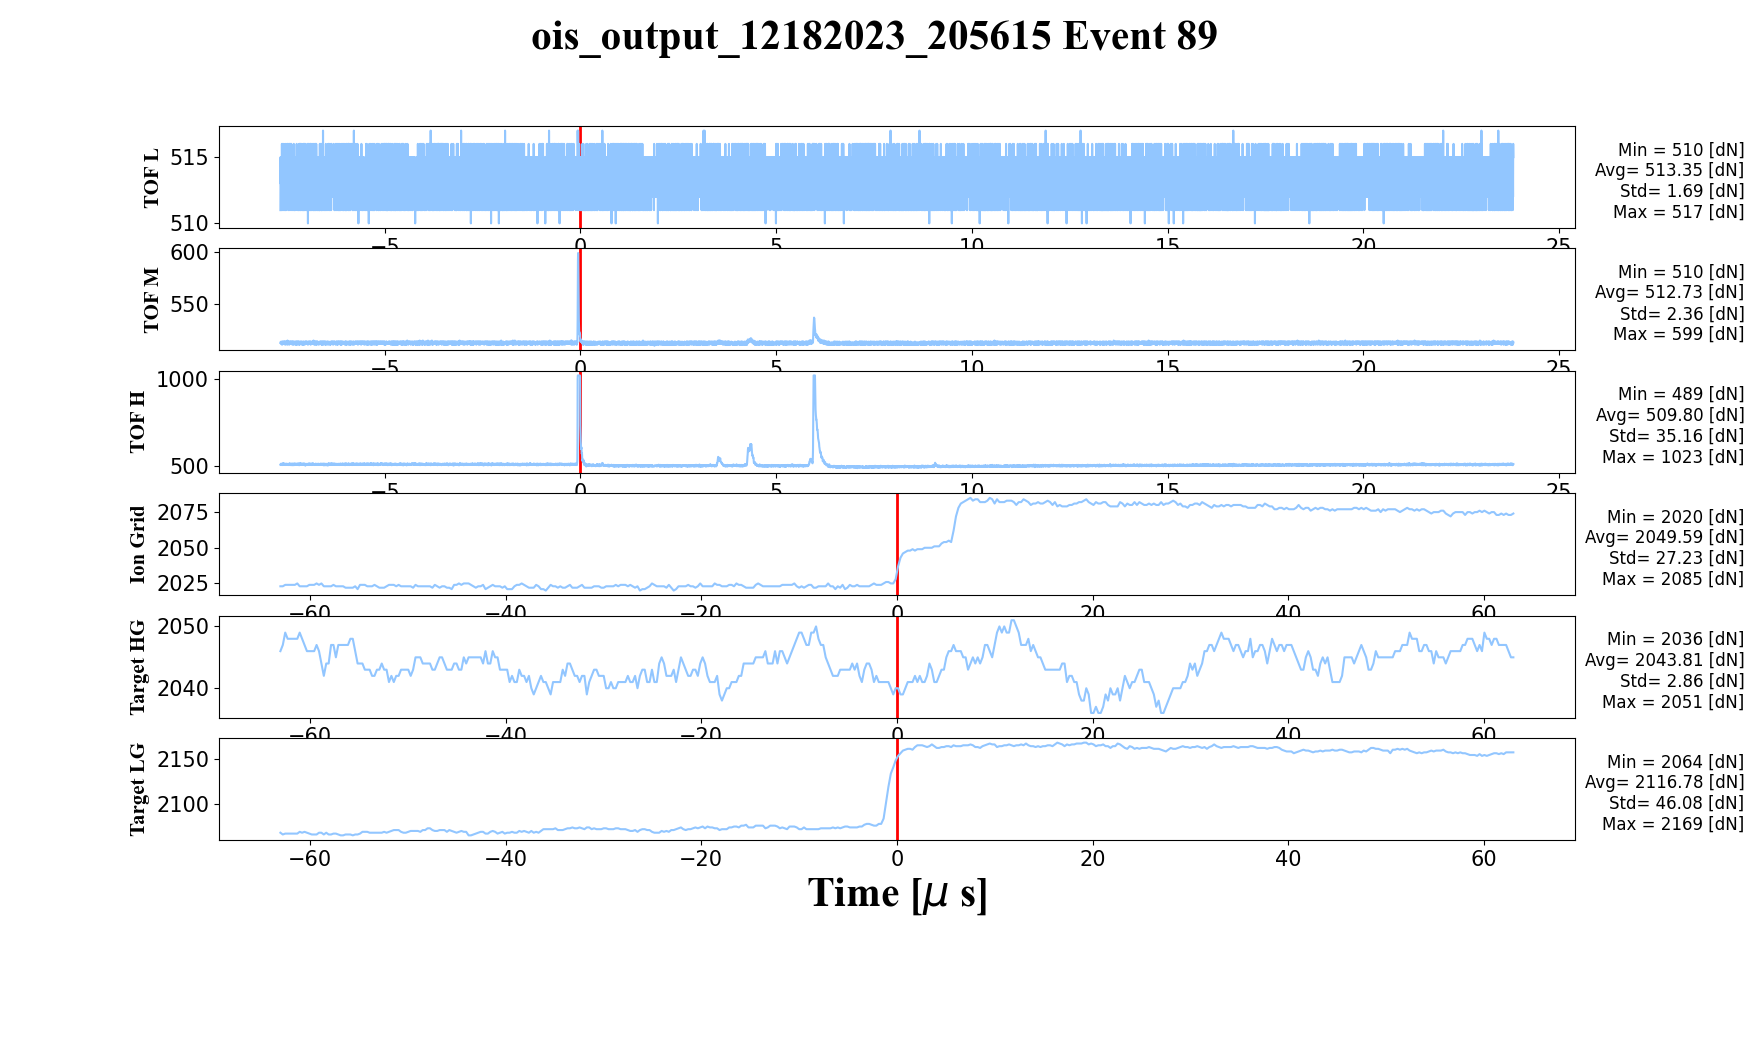 ois_output_12182023_205615 Event 89
TOF L
515
510
−5
0
5
10
15
20
25
Min = 510 [dN]
Avg= 513.35 [dN]
Std= 1.69 [dN]
Max = 517 [dN]
TOF M
600
550
−5
0
5
10
15
20
25
Min = 510 [dN]
Avg= 512.73 [dN]
Std= 2.36 [dN]
Max = 599 [dN]
TOF H
1000
500
−5
0
5
10
15
20
25
Min = 489 [dN]
Avg= 509.80 [dN]
Std= 35.16 [dN]
Max = 1023 [dN]
Ion Grid
2075
2050
2025
−60
−40
−20
0
20
40
60
Min = 2020 [dN]
Avg= 2049.59 [dN]
Std= 27.23 [dN]
Max = 2085 [dN]
Target HG
2050
2040
−60
−40
−20
0
20
40
60
Min = 2036 [dN]
Avg= 2043.81 [dN]
Std= 2.86 [dN]
Max = 2051 [dN]
Target LG
2150
2100
−60
−40
−20
0
20
40
60
Min = 2064 [dN]
Avg= 2116.78 [dN]
Std= 46.08 [dN]
Max = 2169 [dN]
Time [μ s]